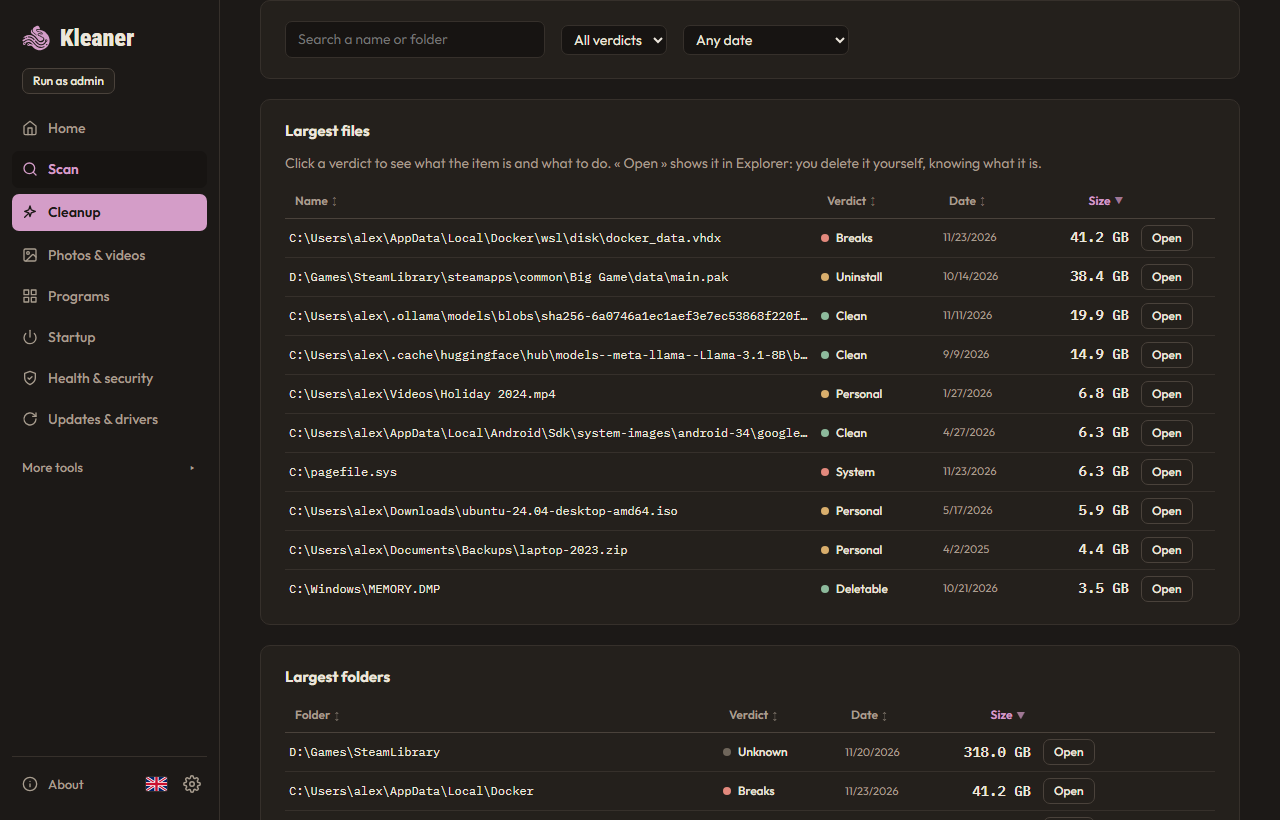 Kleaner
Run as admin
Home
Scan
Cleanup
Photos & videos
Programs
Startup
Health & security
Updates & drivers
More tools
About
Search a name or folder All verdicts Any date
Largest files
Click a verdict to see what the item is and what to do. « Open » shows it in Explorer: you delete it yourself, knowing what it is.
Name Verdict Date Size
C:\Users\alex\AppData\Local\Docker\wsl\disk\docker_data.vhdx Breaks 11/23/2026 41.2 GB Open
D:\Games\SteamLibrary\steamapps\common\Big Game\data\main.pak Uninstall 10/14/2026 38.4 GB Open
C:\Users\alex\.ollama\models\blobs\sha256-6a0746a1ec1aef3e7ec53868f220f… Clean 11/11/2026 19.9 GB Open
C:\Users\alex\.cache\huggingface\hub\models--meta-llama--Llama-3.1-8B\b… Clean 9/9/2026 14.9 GB Open
C:\Users\alex\Videos\Holiday 2024.mp4 Personal 1/27/2026 6.8 GB Open
C:\Users\alex\AppData\Local\Android\Sdk\system-images\android-34\google… Clean 4/27/2026 6.3 GB Open
C:\pagefile.sys System 11/23/2026 6.3 GB Open
C:\Users\alex\Downloads\ubuntu-24.04-desktop-amd64.iso Personal 5/17/2026 5.9 GB Open
C:\Users\alex\Documents\Backups\laptop-2023.zip Personal 4/2/2025 4.4 GB Open
C:\Windows\MEMORY.DMP Deletable 10/21/2026 3.5 GB Open
Largest folders
Folder Verdict Date Size
D:\Games\SteamLibrary Unknown 11/20/2026 318.0 GB Open
C:\Users\alex\AppData\Local\Docker Breaks 11/23/2026 41.2 GB Open